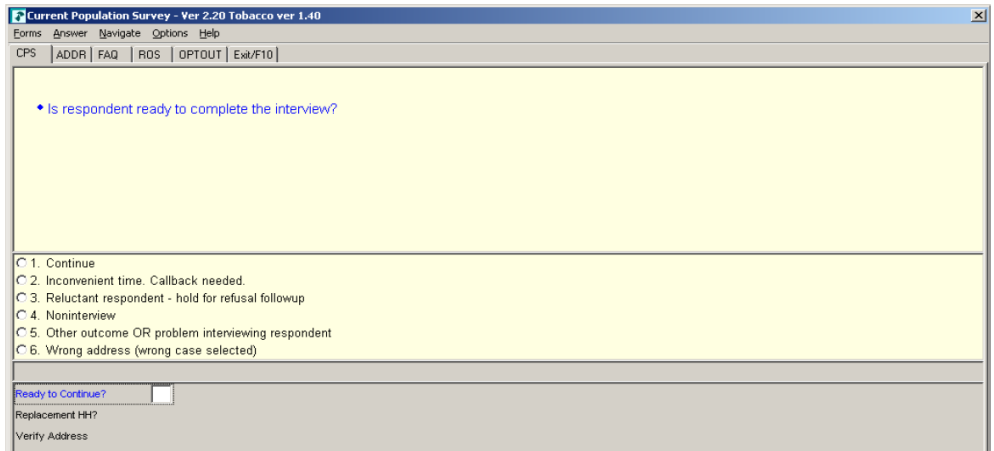 Current Population Survey - Ver 2.20 Tobacco ver 1.40
Forms Answer Navigate Options Help
CPS ADDR FAQ ROS OPTOUT Exit/F10
Is respondent ready to complete the interview?
1. Continue
2. Inconvenient time. Callback needed.
3. Reluctant respondent - hold for refusal followup
4. Noninterview
5. Other outcome OR problem interviewing respondent
6. Wrong address (wrong case selected)
Ready to Continue?
Replacement HH?
Verify Address